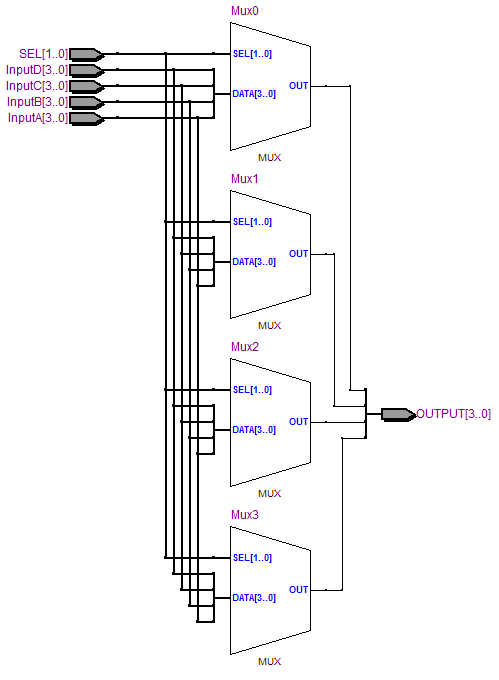 Mux0
SEL[1..0]
InputD[3..0]
InputC[3..0]
InputB[3..0]
InputA[3..0]
SEL[1..0]
DATA[3..0]
OUT
MUX
Mux1
SEL[1..0]
DATA[3..0]
OUT
MUX
Mux2
SEL[1..0]
DATA[3..0]
OUT
MUX
OUTPUT[3..0]
Mux3
SEL[1..0]
DATA[3..0]
OUT
MUX